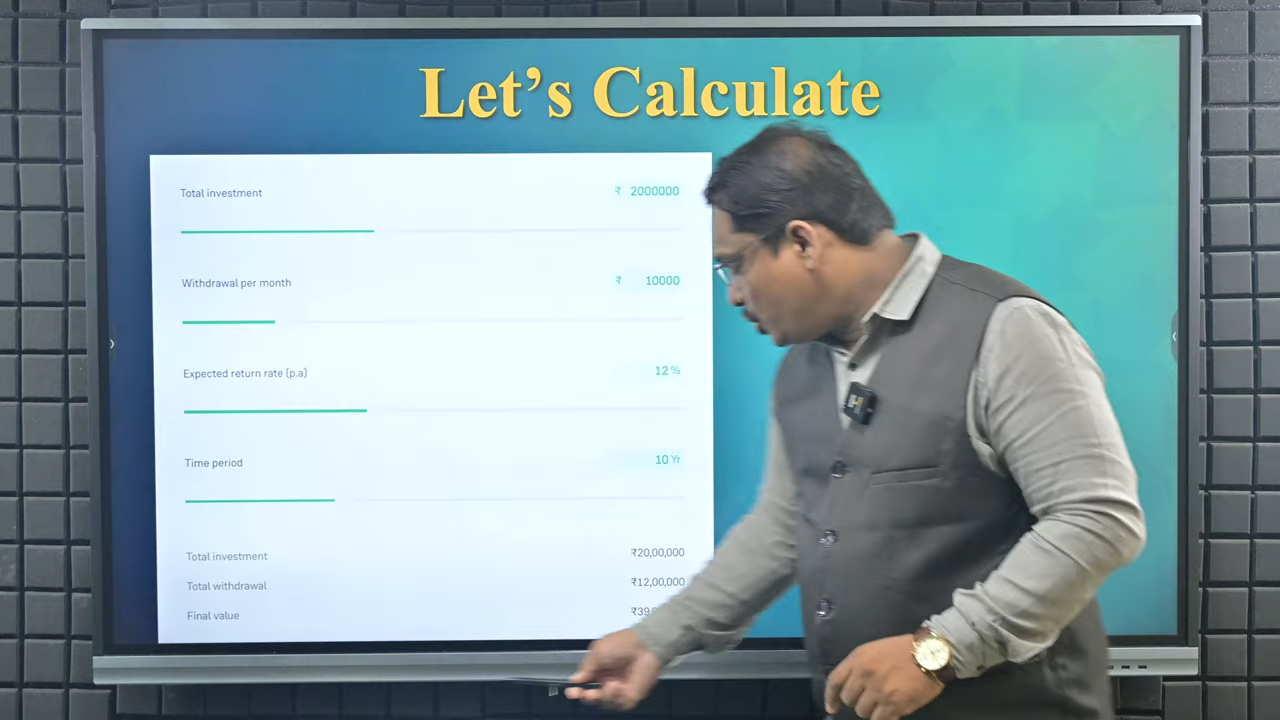 Let's Calculate
Total investment ₹ 2000000
Withdrawal per month ₹ 10000
Expected return rate (p.a) 12 %
Time period 10 Yr
Total investment ₹20,00,000
Total withdrawal ₹12,00,000
Final value